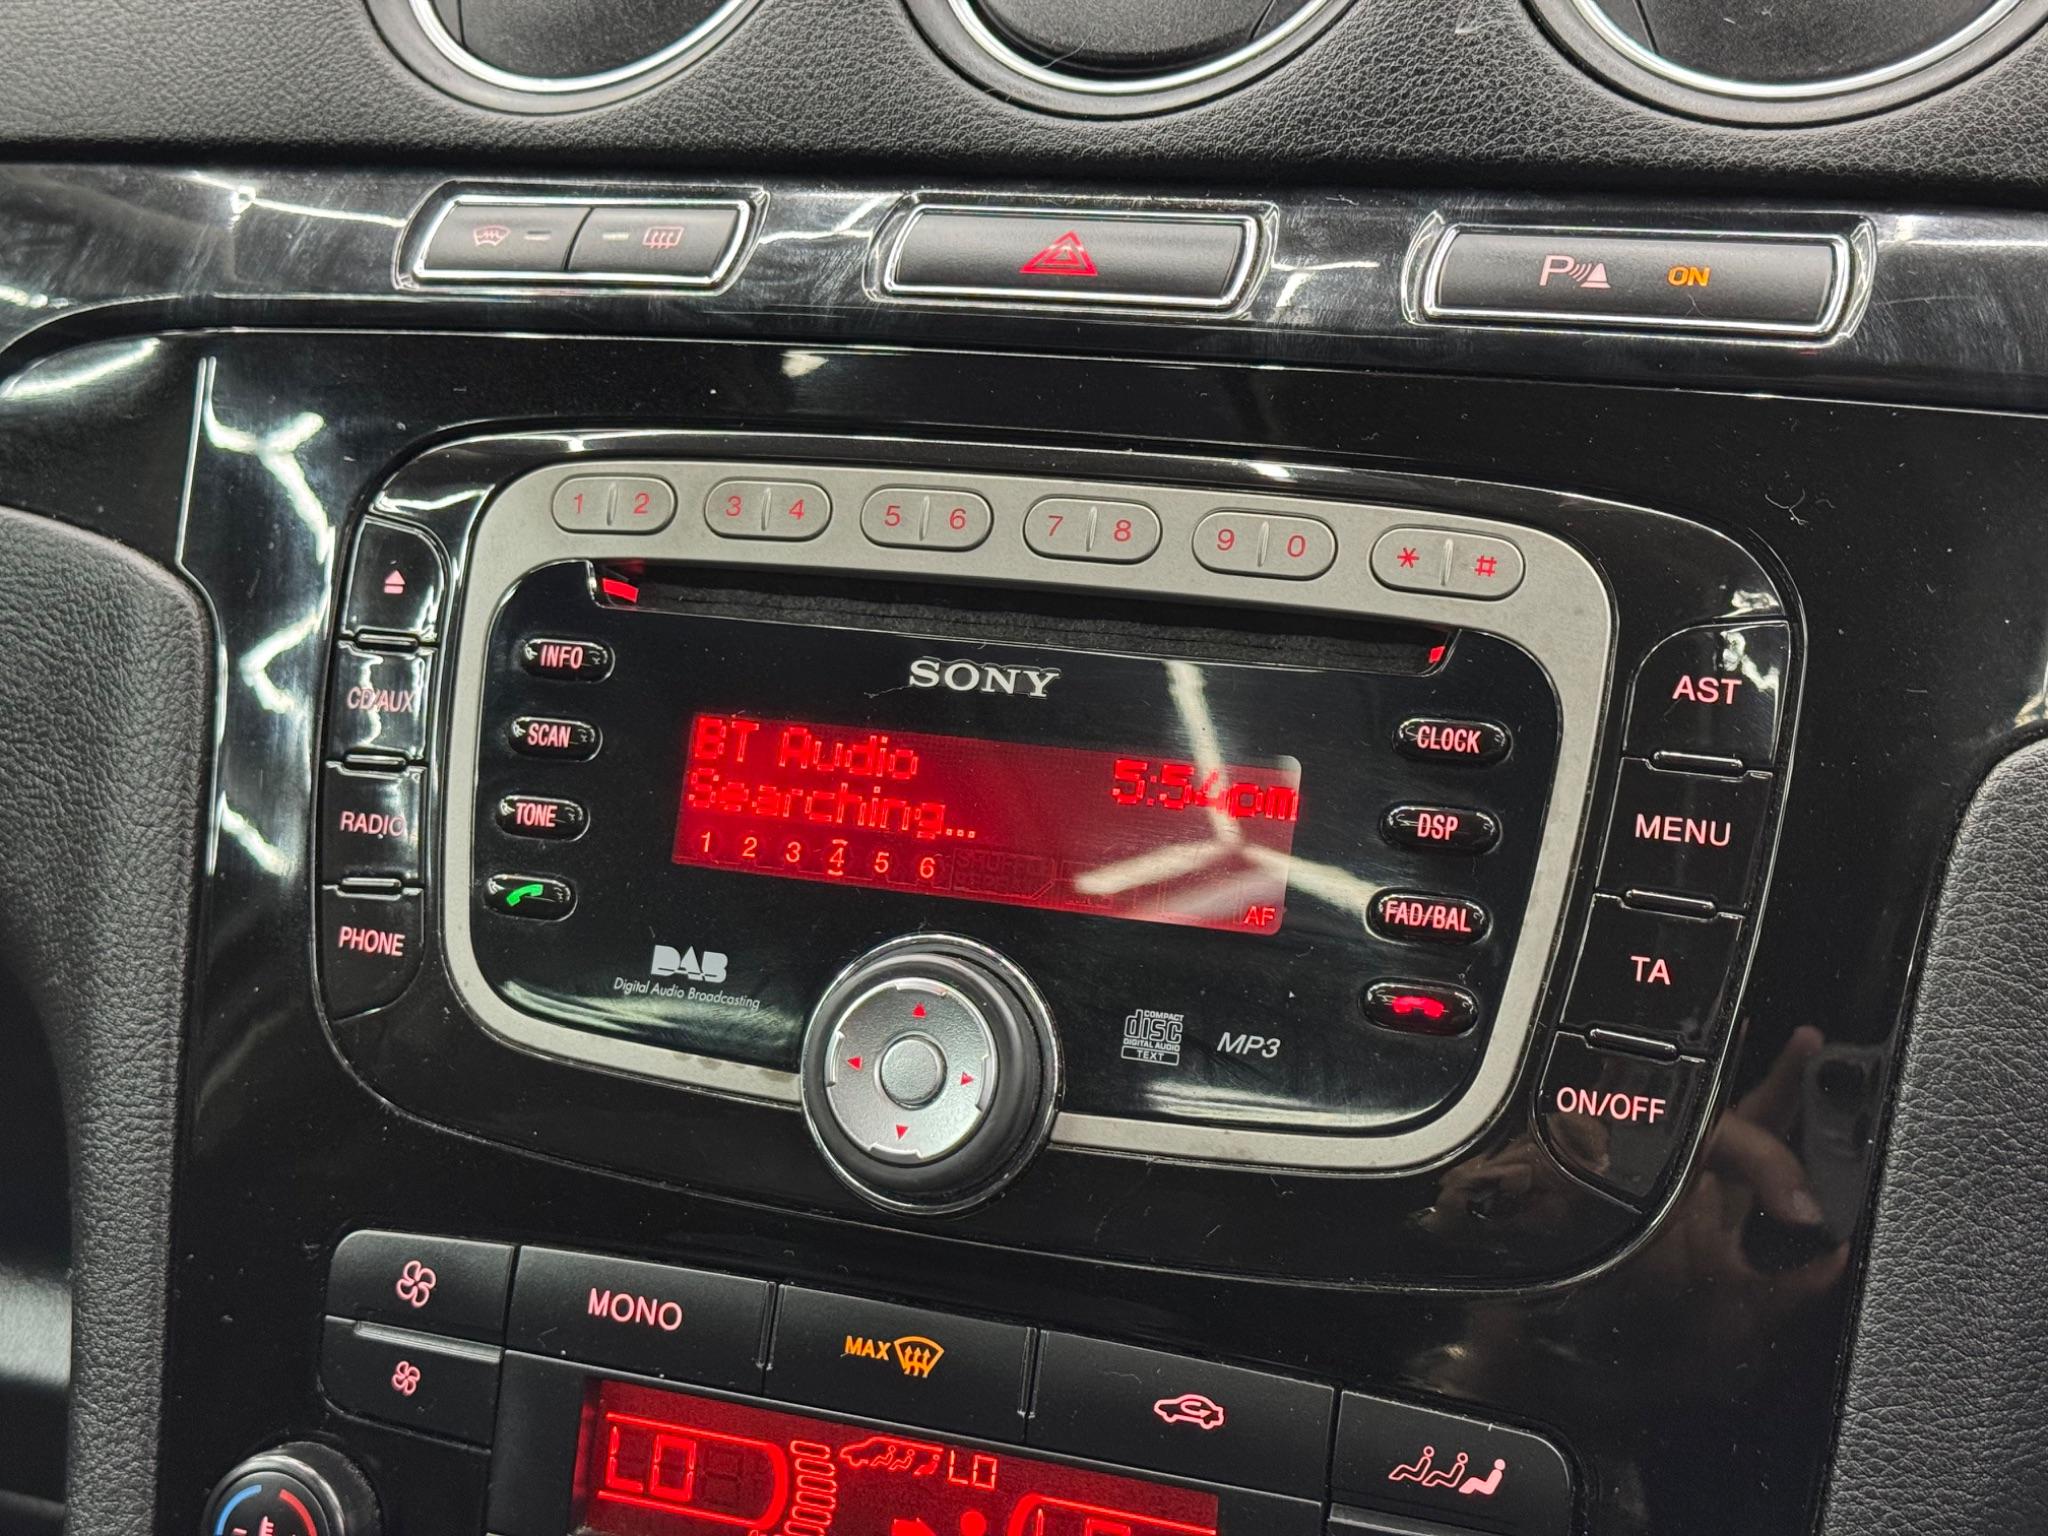 P ON
1 2 3 4 5 6 7 8 9 0 * #
INFO
SONY
CD/AUX
AST
SCAN
BT Audio
5:54pm
CLOCK
Searching...
TONE
RADIO
DSP
MENU
1 2 3 4 5 6
AF
FAD/BAL
PHONE
TA
DAB
Digital Audio Broadcasting
COMPACT
disc
DIGITAL AUDIO
TEXT
MP3
ON/OFF
MONO
MAX
LO
LO